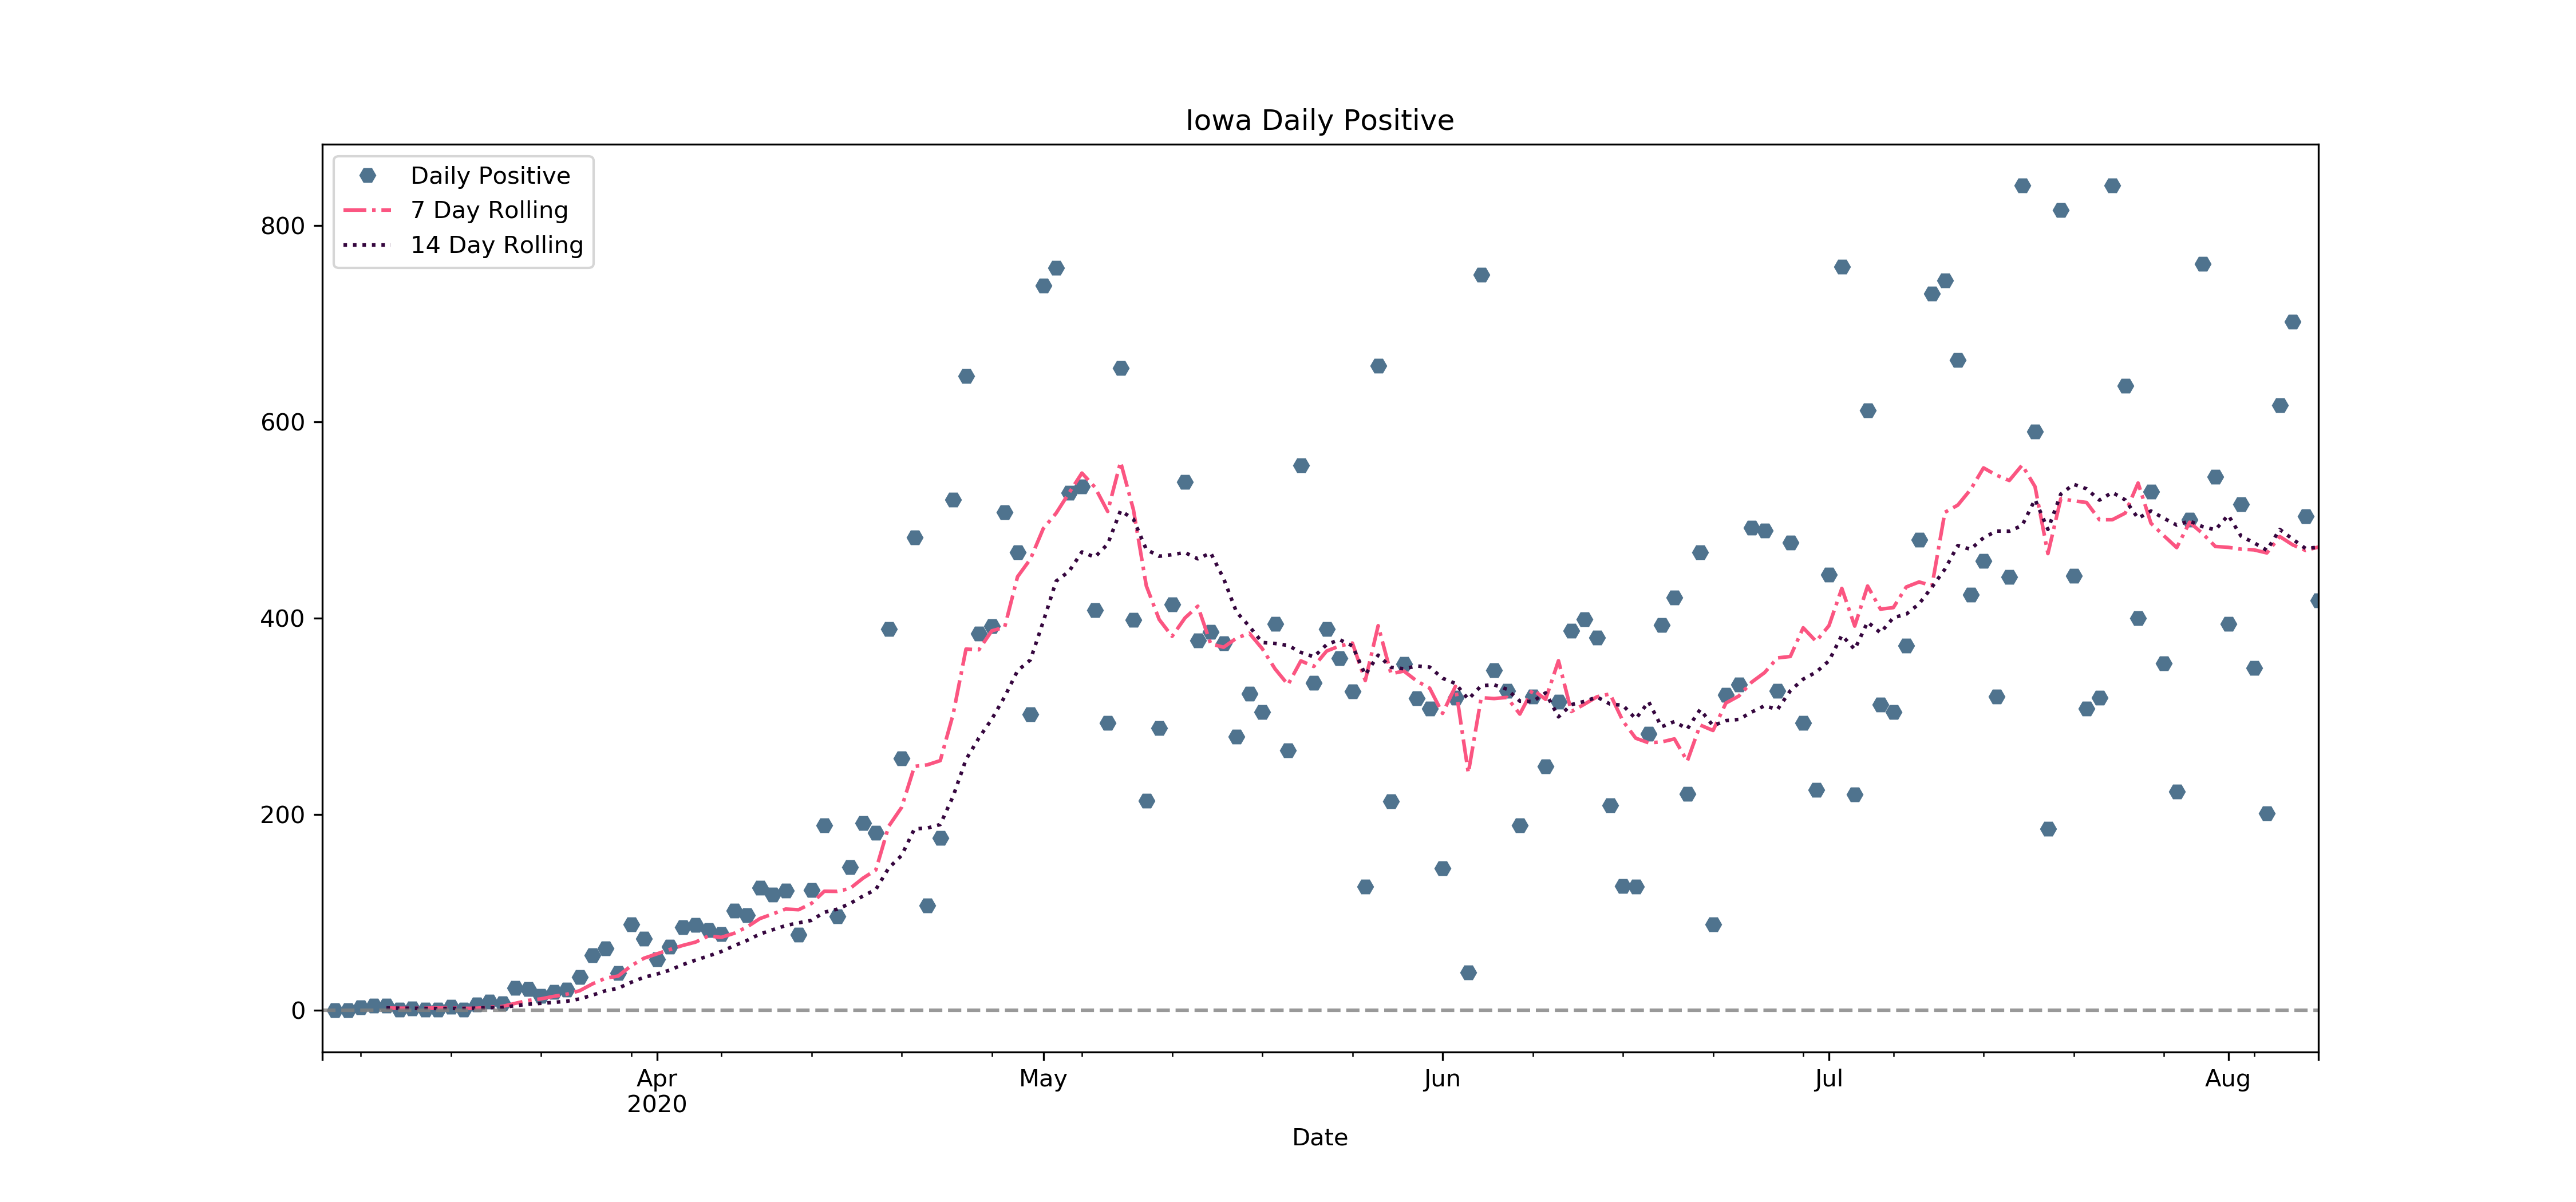 Iowa Daily Positive
Daily Positive
7 Day Rolling
14 Day Rolling
800
600
400
200
0
Apr May Jun Jul Aug
2020
Date